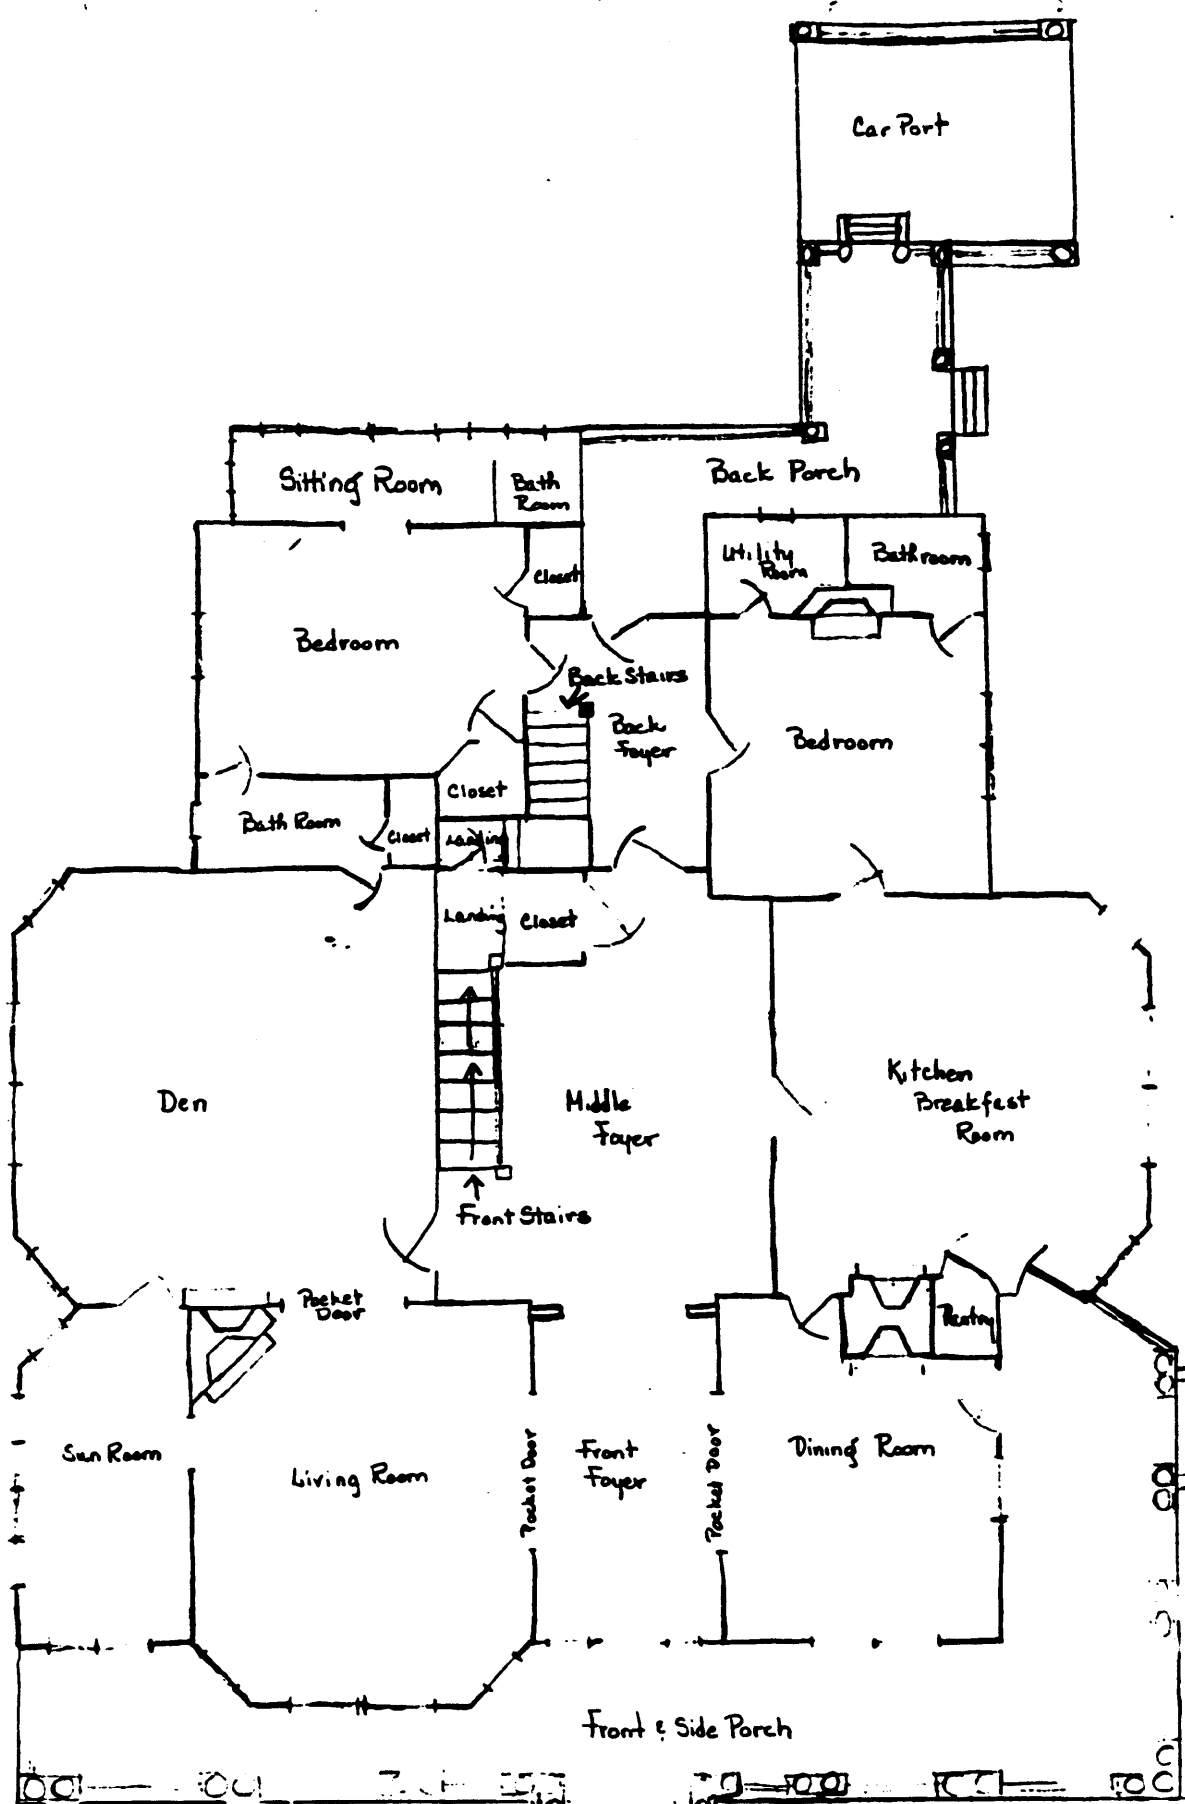 Car Port
Back Porch
Sitting Room
Bath
Room
Utility
Room
Bathroom
Closet
Bedroom
Back Stairs
Back
Foyer
Bedroom
Closet
Bath Room
Closet
Landing
Landing
Closet
Den
Middle
Foyer
Kitchen
Breakfast
Room
Front Stairs
Pocket
Door
Pantry
Sun Room
Living Room
Pocket Door
Front
Foyer
Pocket Door
Dining Room
Front & Side Porch